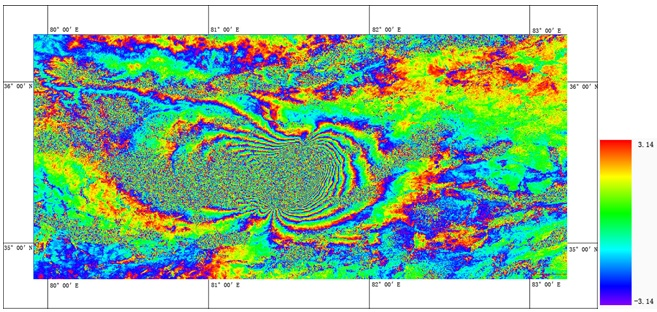 80° 00′ E 81° 00′ E 82° 00′ E 83° 00′ E
36° 00′ N 36° 00′ N
3.14
35° 00′ N 35° 00′ N
80° 00′ E 81° 00′ E 82° 00′ E 83° 00′ E
-3.14